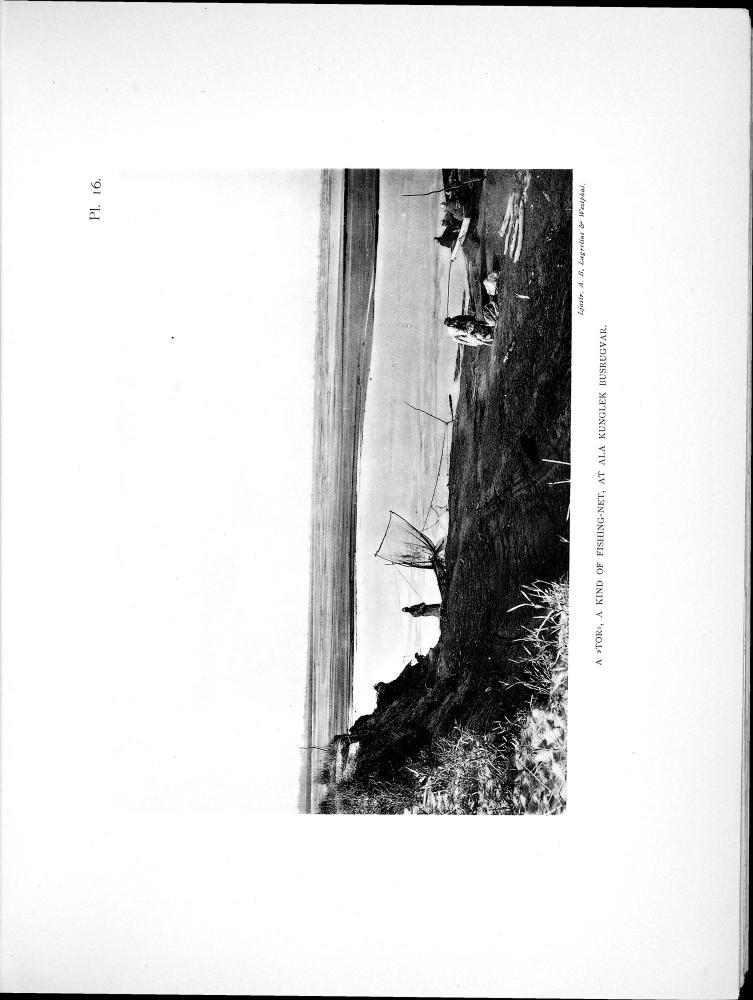 Pl. 16.
Ljustr. A. B. Lagrelius & Westphal.
A »TOR», A KIND OF FISHING-NET, AT ALA KUNGLEK BUSRUGVAR.